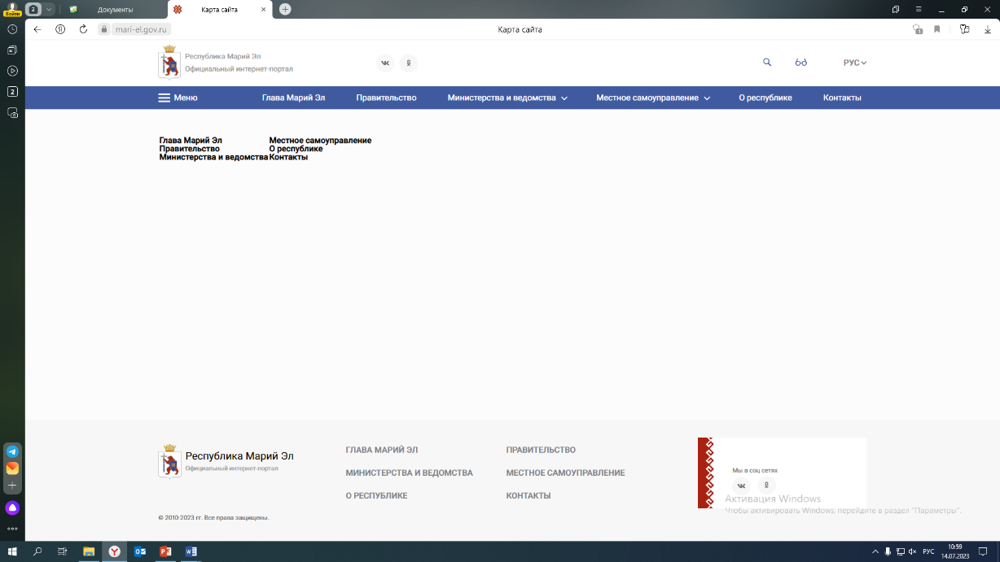 Войти
2
Документы
Карта сайта
mari-el.gov.ru
Карта сайта
1
2
Республика Марий Эл
Официальный интернет-портал
РУС
Меню
Глава Марий Эл
Правительство
Министерства и ведомства
Местное самоуправление
О республике
Контакты
Глава Марий Эл
Правительство
Министерства и ведомства
Местное самоуправление
О республике
Контакты
Республика Марий Эл
Официальный интернет-портал
ГЛАВА МАРИЙ ЭЛ
ПРАВИТЕЛЬСТВО
МИНИСТЕРСТВА И ВЕДОМСТВА
МЕСТНОЕ САМОУПРАВЛЕНИЕ
О РЕСПУБЛИКЕ
КОНТАКТЫ
Мы в соц сетях
Активация Windows
Чтобы активировать Windows, перейдите в раздел "Параметры".
© 2010-2023 гг. Все права защищены.
РУС
10:59
14.07.2023